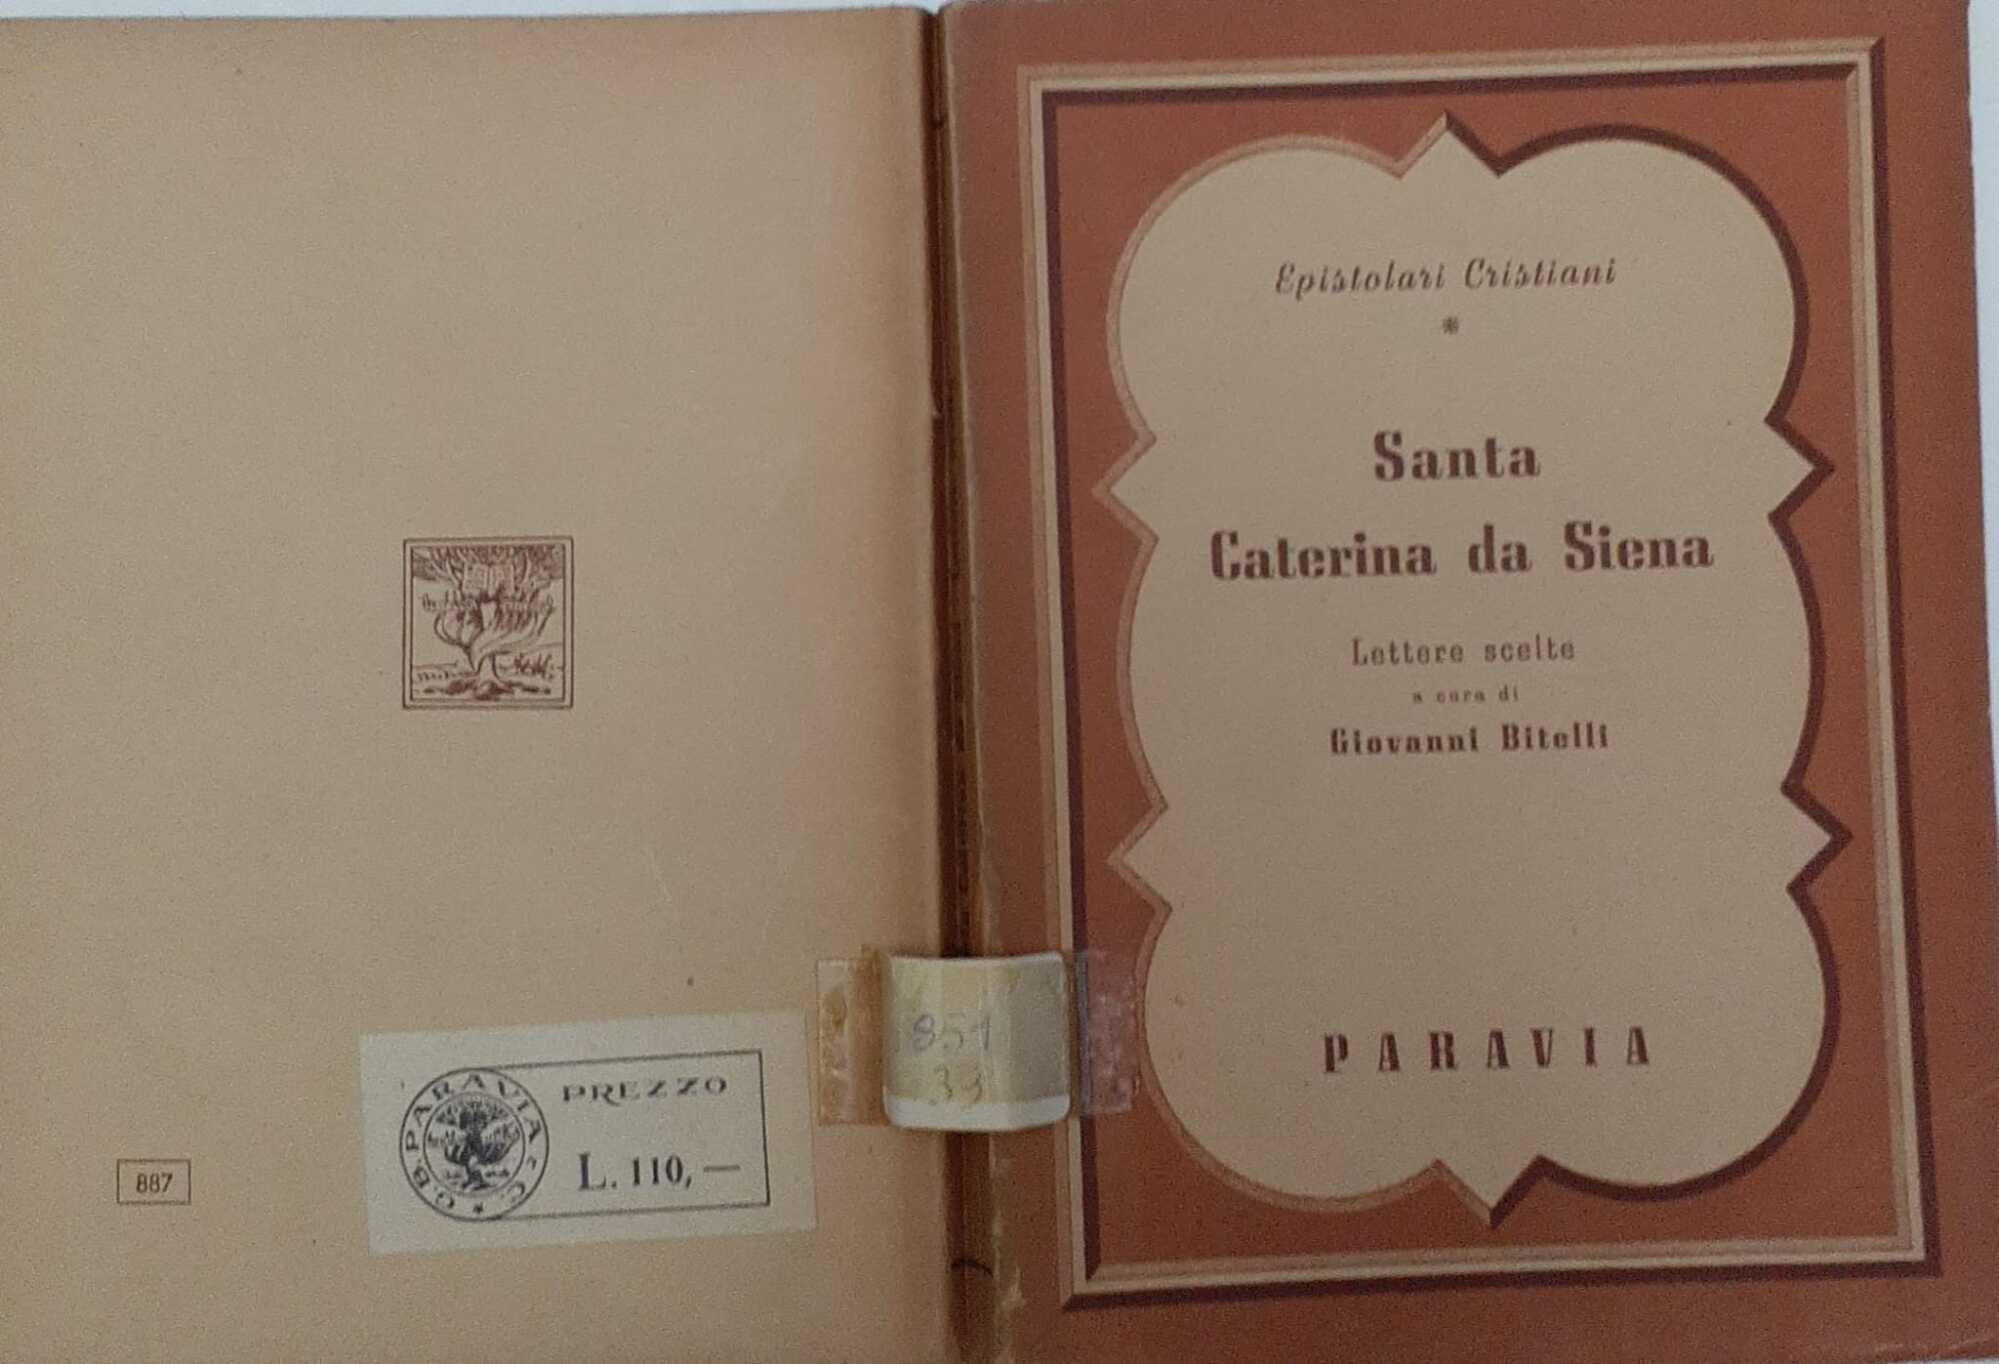 Epistolari Cristiani
*
Santa
Caterina da Siena
Lettere scelte
a cura di
Giovanni Bitelli
PARAVIA
851
33
G.B. PARAVIA & C. *
PREZZO
L. 110,—
887